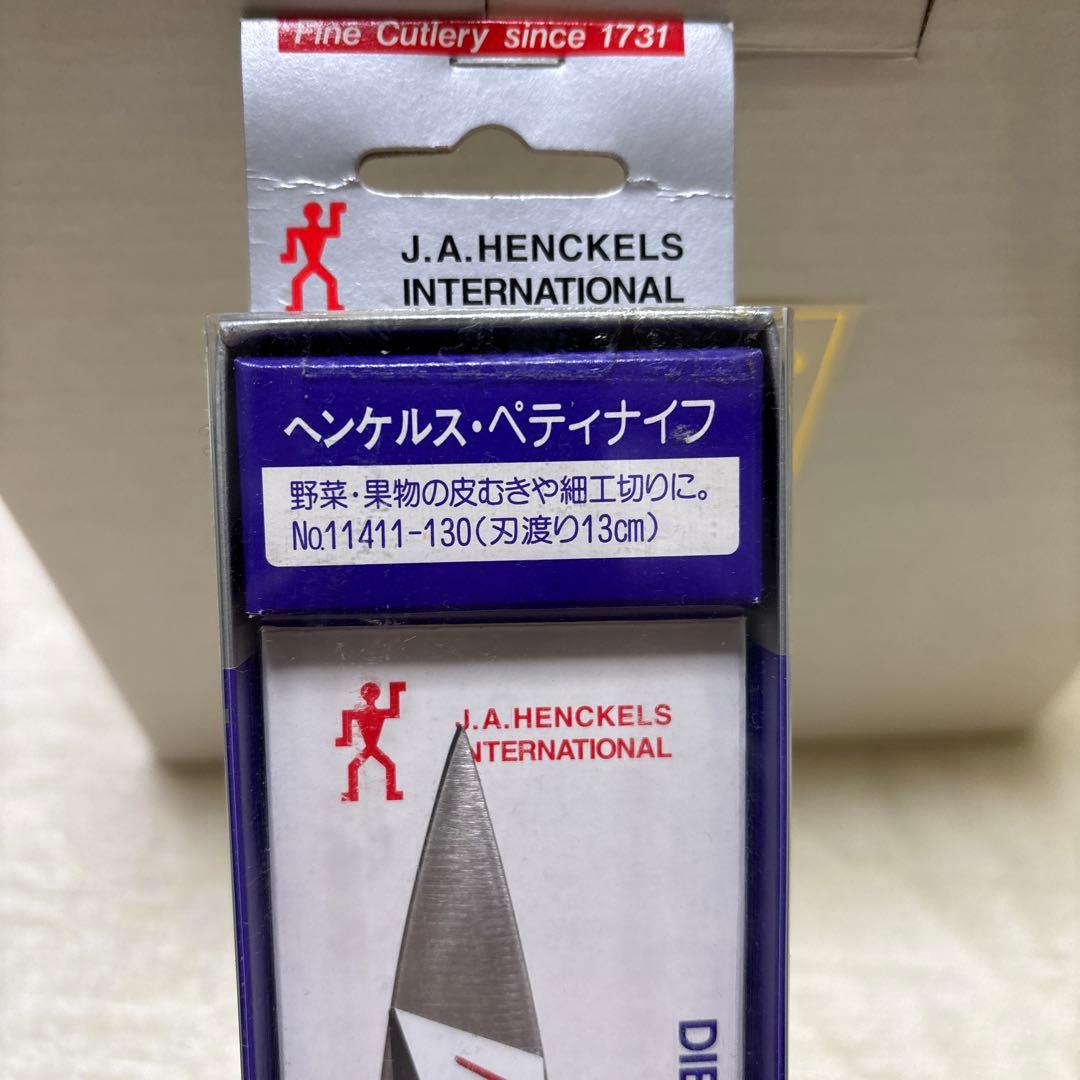 Fine Cutlery since 1731
J.A.HENCKELS
INTERNATIONAL
ヘンケルス・ペティナイフ
野菜・果物の皮むきや細工切りに。
No.11411-130(刃渡り13cm)
J.A.HENCKELS
INTERNATIONAL